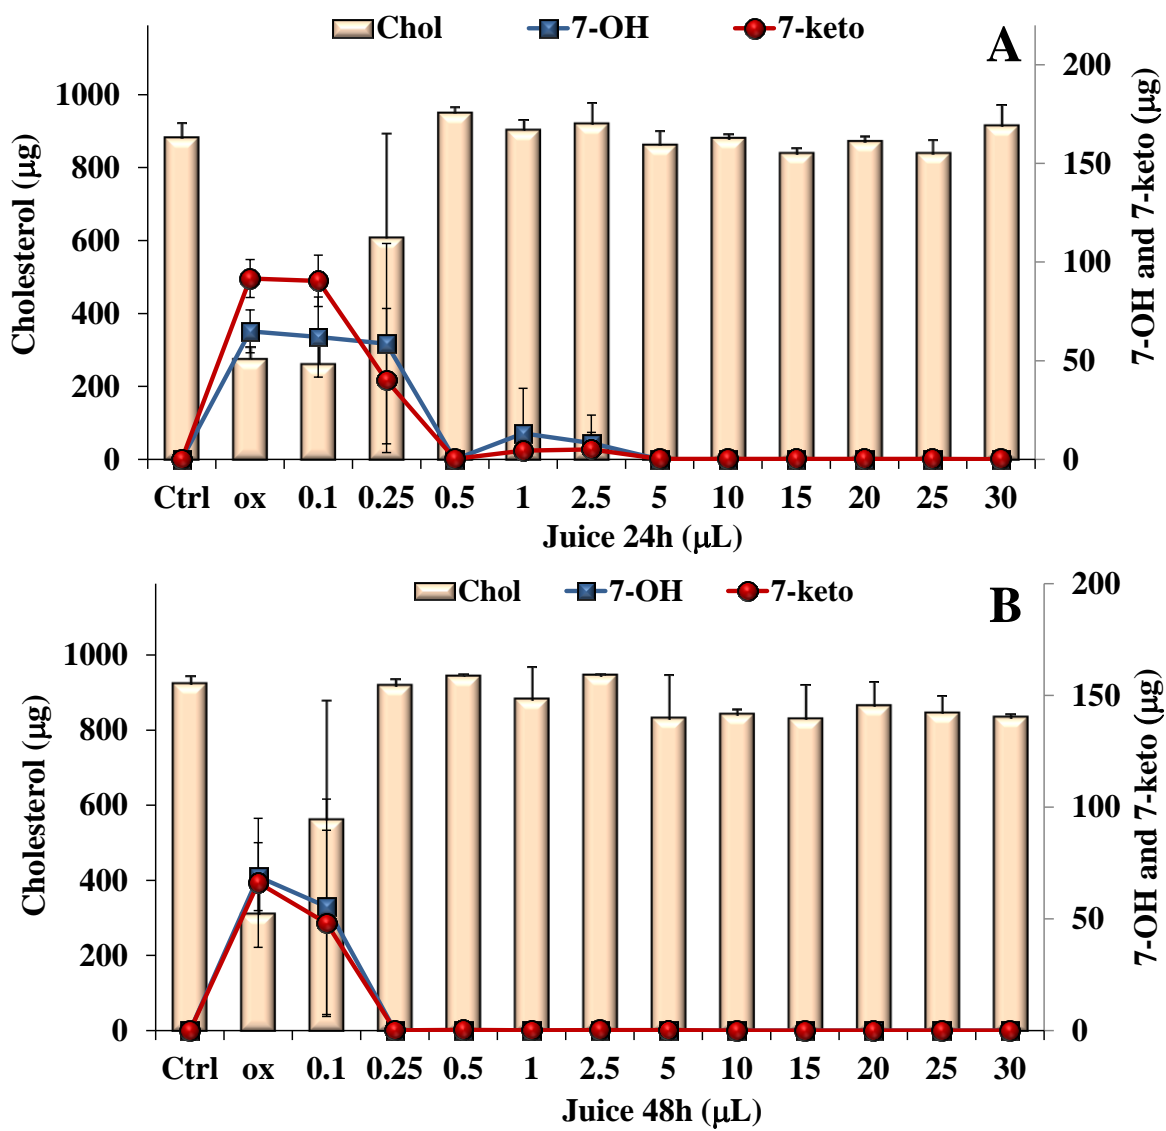 Chol 7-OH 7-keto
A
1000
800
600
400
200
0
Cholesterol (μg)
200
150
100
50
0
7-OH and 7-keto (μg)
Ctrl ox 0.1 0.25 0.5 1 2.5 5 10 15 20 25 30
Juice 24h (μL)
Chol 7-OH 7-keto
B
1000
800
600
400
200
0
Cholesterol (μg)
200
150
100
50
0
7-OH and 7-keto (μg)
Ctrl ox 0.1 0.25 0.5 1 2.5 5 10 15 20 25 30
Juice 48h (μL)